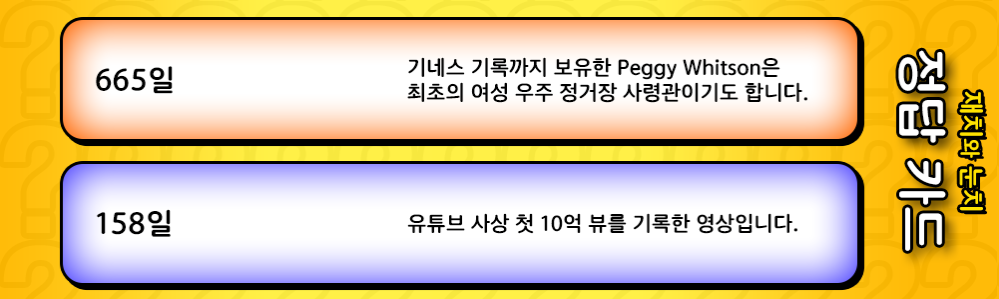 665일
기네스 기록까지 보유한 Peggy Whitson은
최초의 여성 우주 정거장 사령관이기도 합니다.
158일
유튜브 사상 첫 10억 뷰를 기록한 영상입니다.
재치와 눈치
정답 카드